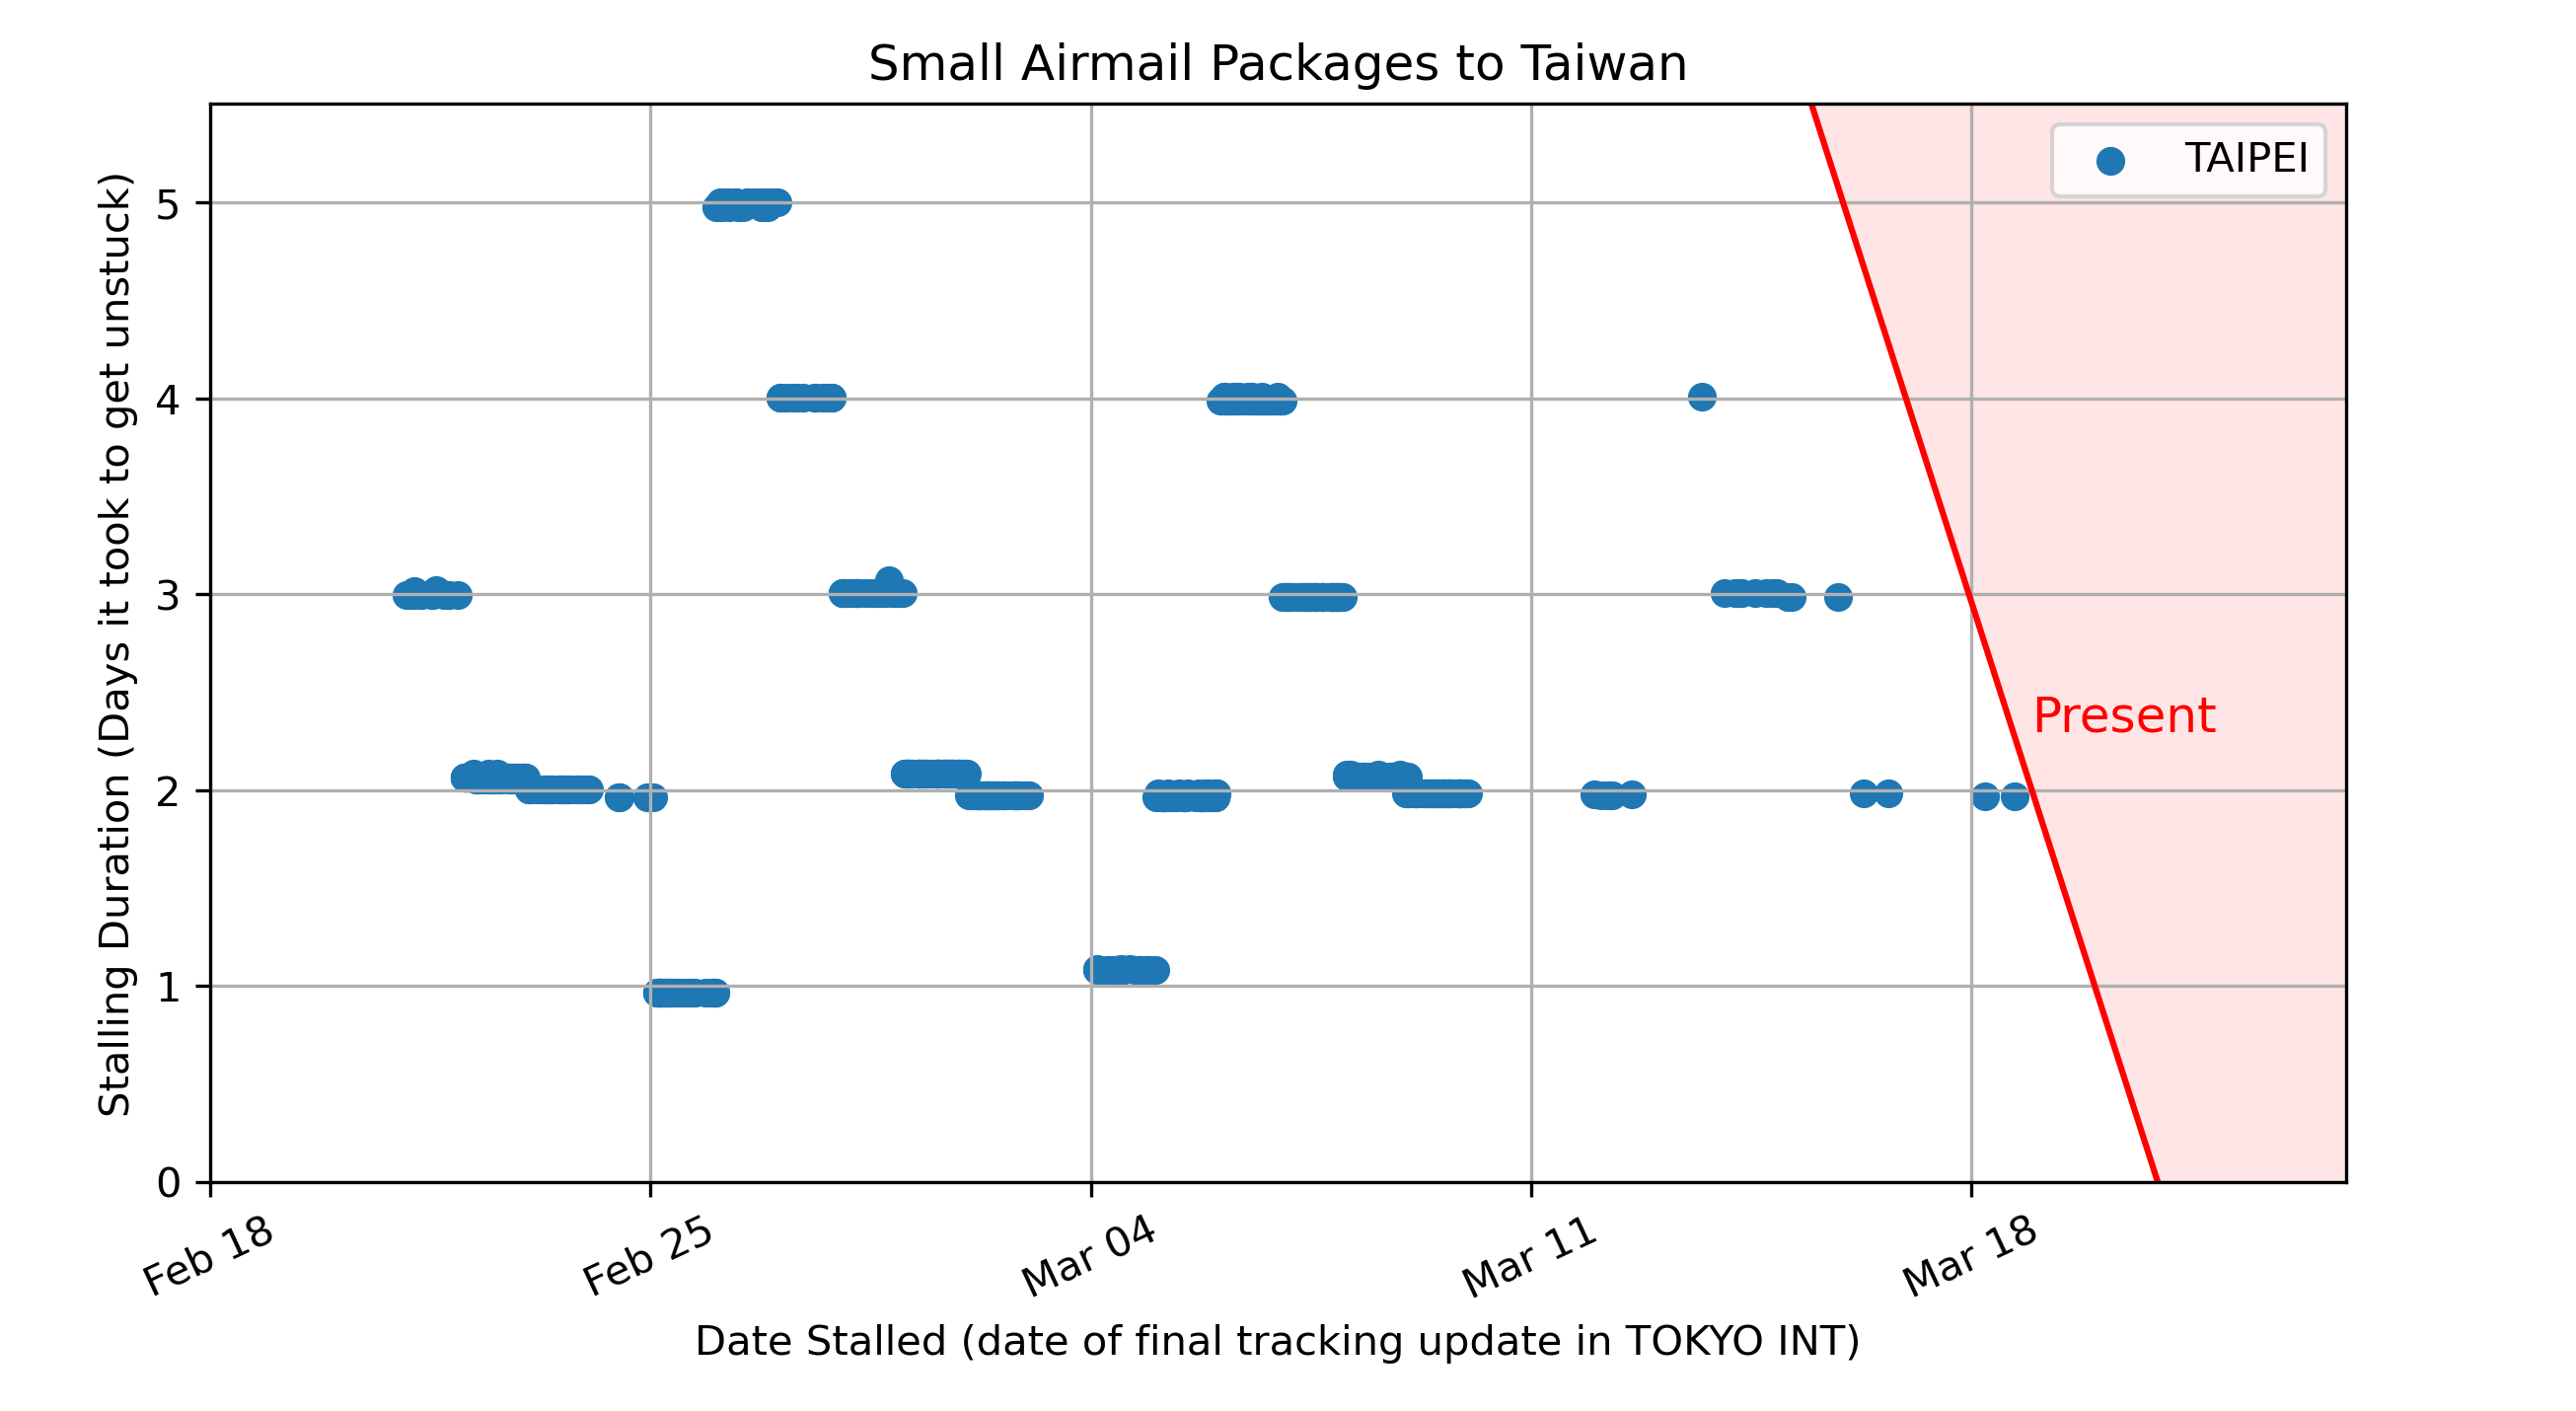 Small Airmail Packages to Taiwan
TAIPEI
Stalling Duration (Days it took to get unstuck)
5
4
3
2
1
0
Present
Feb 18
Feb 25
Mar 04
Mar 11
Mar 18
Date Stalled (date of final tracking update in TOKYO INT)